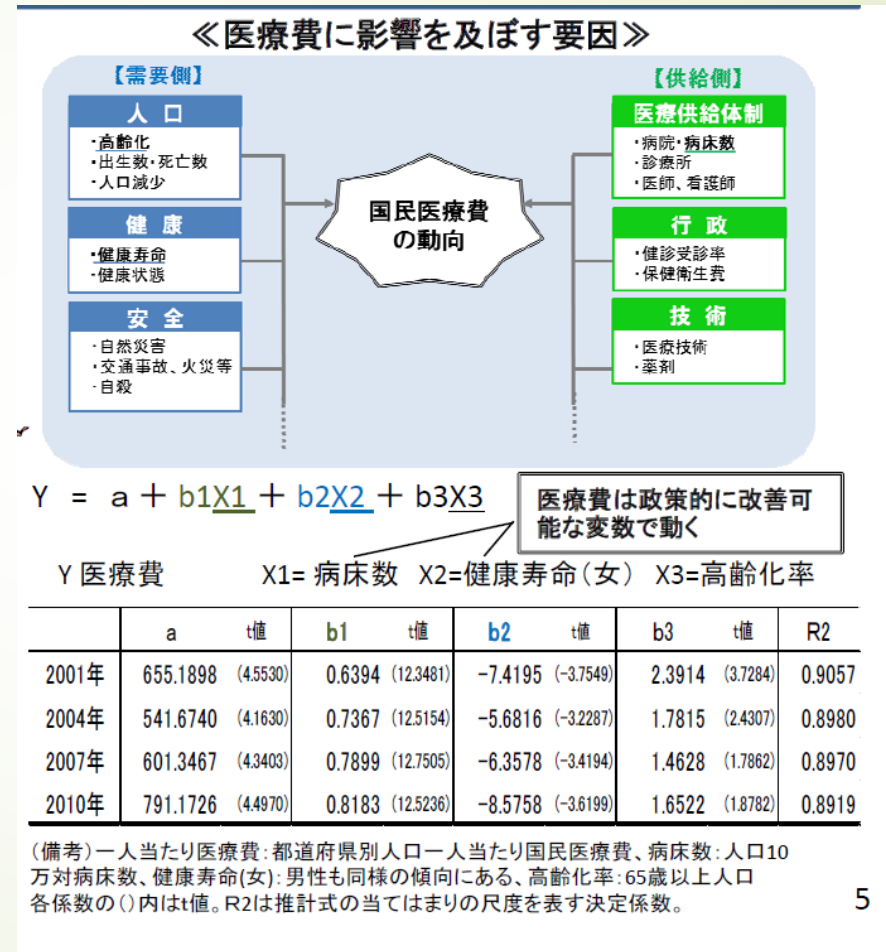 ≪医療費に影響を及ぼす要因≫
【需要側】
人 口
・高齢化
・出生数・死亡数
・人口減少
健 康
・健康寿命
・健康状態
安 全
・自然災害
・交通事故、火災等
・自殺
国民医療費
の動向
【供給側】
医療供給体制
・病院・病床数
・診療所
・医師、看護師
行 政
・健診受診率
・保健衛生費
技 術
・医療技術
・薬剤
Y = a + b1X1 + b2X2 + b3X3
医療費は政策的に改善可
能な変数で動く
Y 医療費 X1= 病床数 X2=健康寿命(女) X3=高齢化率
a t値 b1 t値 b2 t値 b3 t値 R2
2001年 655.1898 (4.5530) 0.6394 (12.3481) -7.4195 (-3.7549) 2.3914 (3.7284) 0.9057
2004年 541.6740 (4.1630) 0.7367 (12.5154) -5.6816 (-3.2287) 1.7815 (2.4307) 0.8980
2007年 601.3467 (4.3403) 0.7899 (12.7505) -6.3578 (-3.4194) 1.4628 (1.7862) 0.8970
2010年 791.1726 (4.4970) 0.8183 (12.5236) -8.5758 (-3.6199) 1.6522 (1.8782) 0.8919
(備考)一人当たり医療費:都道府県別人口一人当たり国民医療費、病床数:人口10
万対病床数、健康寿命(女):男性も同様の傾向にある、高齢化率:65歳以上人口
各係数の()内はt値。R2は推計式の当てはまりの尺度を表す決定係数。
5